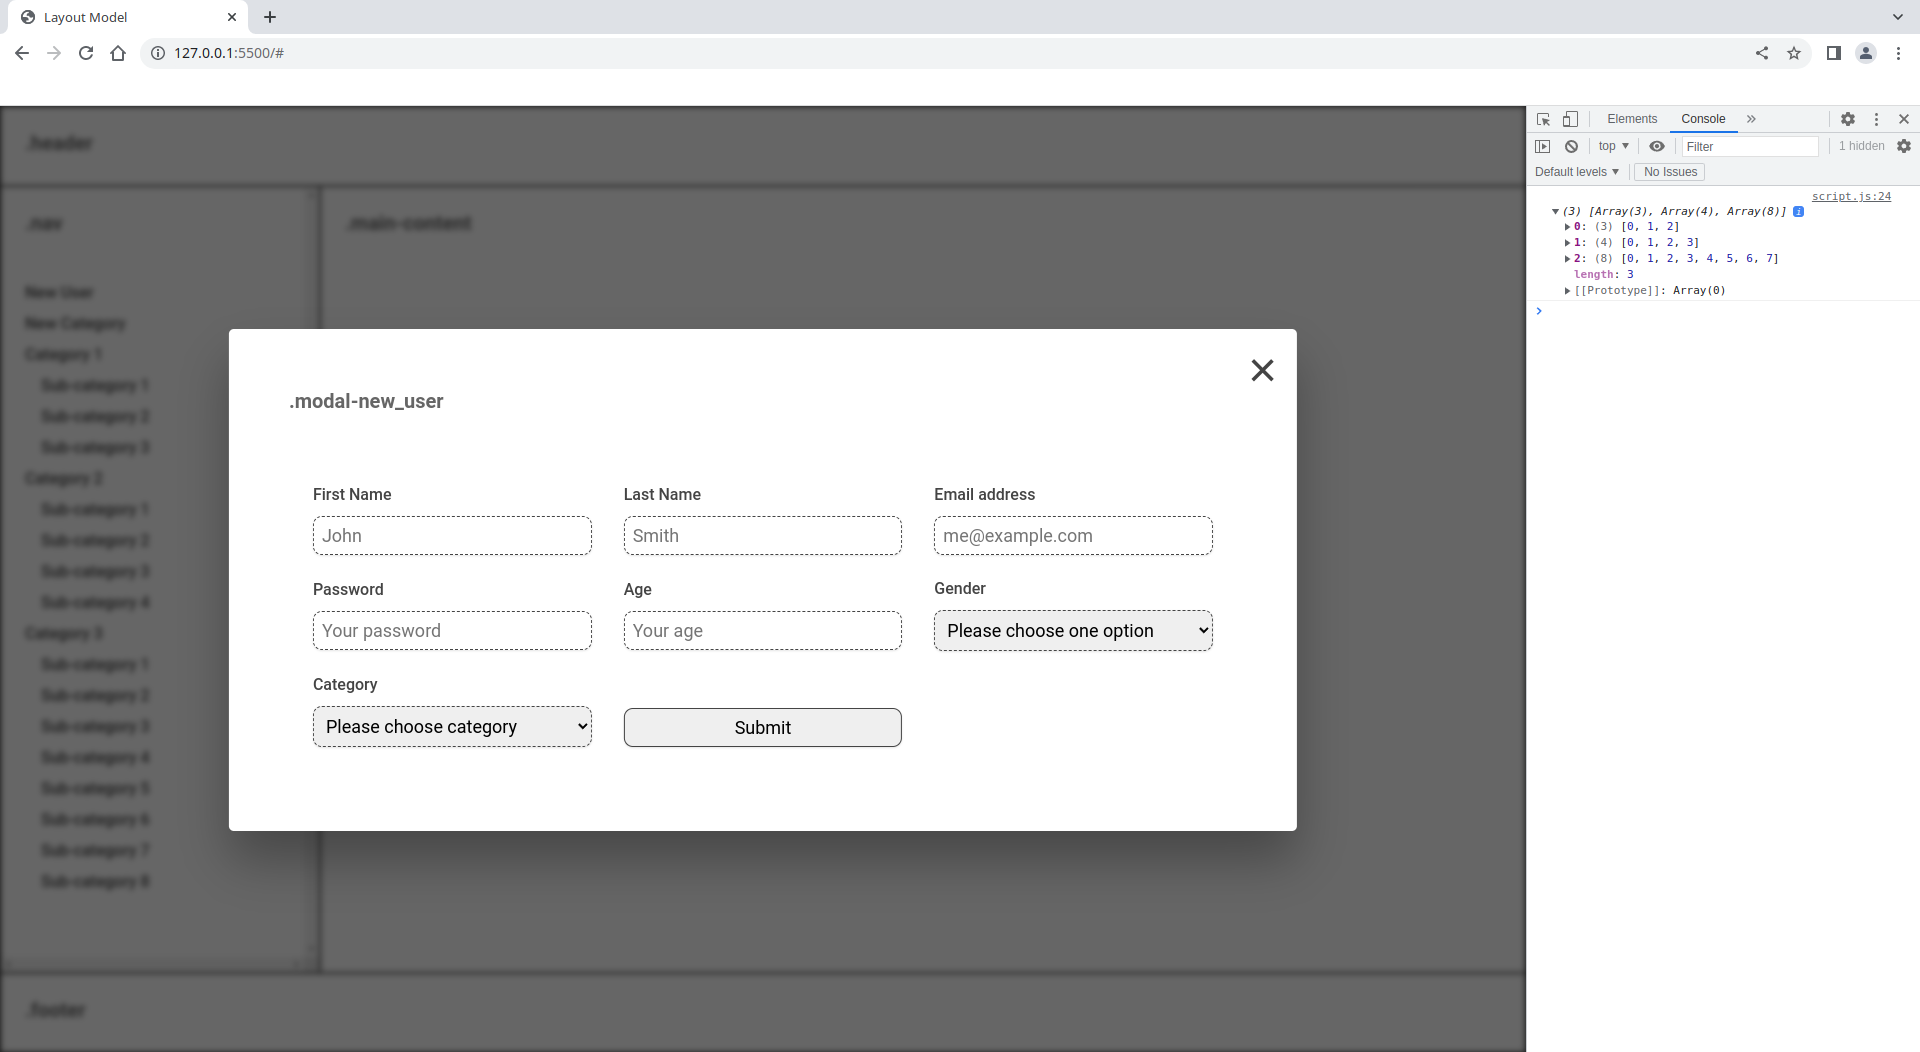 Layout Model
127.0.0.1:5500/#
.header
.nav
.main-content
New User
New Category
Category 1
Sub-category 1
Sub-category 2
Sub-category 3
Category 2
Sub-category 1
Sub-category 2
Sub-category 3
Sub-category 4
Category 3
Sub-category 1
Sub-category 2
Sub-category 3
Sub-category 4
Sub-category 5
Sub-category 6
Sub-category 7
Sub-category 8
.footer
.modal-new_user
First Name
Last Name
Email address
John
Smith
me@example.com
Password
Age
Gender
Your password
Your age
Please choose one option
Category
Please choose category
Submit
Elements
Console
top
Filter
1 hidden
Default levels
No Issues
script.js:24
(3) [Array(3), Array(4), Array(8)]
0: (3) [0, 1, 2]
1: (4) [0, 1, 2, 3]
2: (8) [0, 1, 2, 3, 4, 5, 6, 7]
length: 3
[[Prototype]]: Array(0)